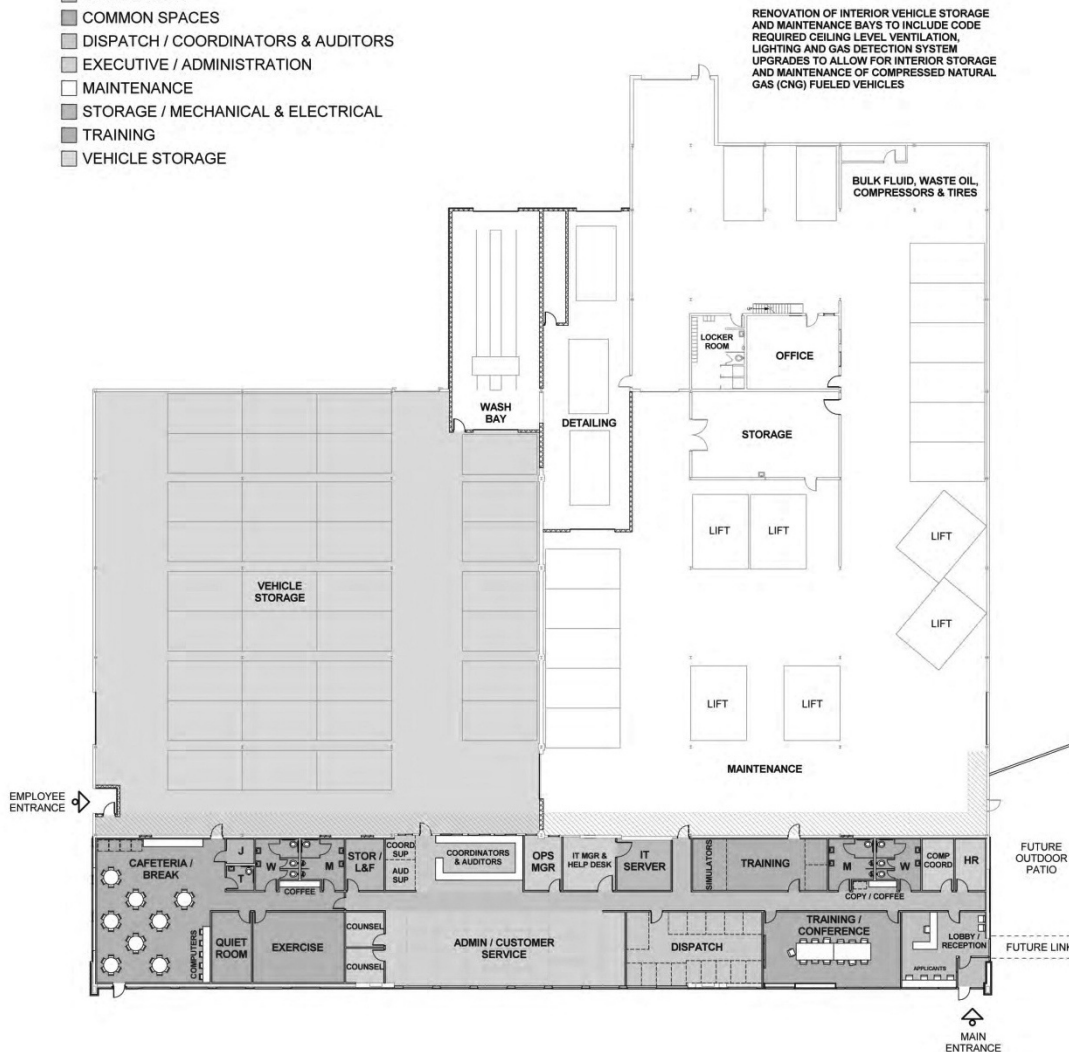 COMMON SPACES
DISPATCH / COORDINATORS & AUDITORS
EXECUTIVE / ADMINISTRATION
MAINTENANCE
STORAGE / MECHANICAL & ELECTRICAL
TRAINING
VEHICLE STORAGE
RENOVATION OF INTERIOR VEHICLE STORAGE
AND MAINTENANCE BAYS TO INCLUDE CODE
REQUIRED CEILING LEVEL VENTILATION,
LIGHTING AND GAS DETECTION SYSTEM
UPGRADES TO ALLOW FOR INTERIOR STORAGE
AND MAINTENANCE OF COMPRESSED NATURAL
GAS (CNG) FUELED VEHICLES
BULK FLUID, WASTE OIL,
COMPRESSORS & TIRES
LOCKER
ROOM
OFFICE
WASH
BAY
DETAILING
STORAGE
LIFT
LIFT
LIFT
LIFT
LIFT
LIFT
VEHICLE
STORAGE
MAINTENANCE
EMPLOYEE
ENTRANCE
CAFETERIA /
BREAK
J
T
W
M
COFFEE
STOR /
L&F
COORD
SUP
AUD
SUP
COORDINATORS
& AUDITORS
OPS
MGR
IT MGR &
HELP DESK
IT
SERVER
SIMULATORS
TRAINING
M
W
COPY / COFFEE
COMP
COORD
HR
FUTURE
OUTDOOR
PATIO
COMPUTERS
QUIET
ROOM
EXERCISE
COUNSEL
COUNSEL
ADMIN / CUSTOMER
SERVICE
DISPATCH
TRAINING /
CONFERENCE
LOBBY /
RECEPTION
APPLICANTS
FUTURE LINK
MAIN
ENTRANCE